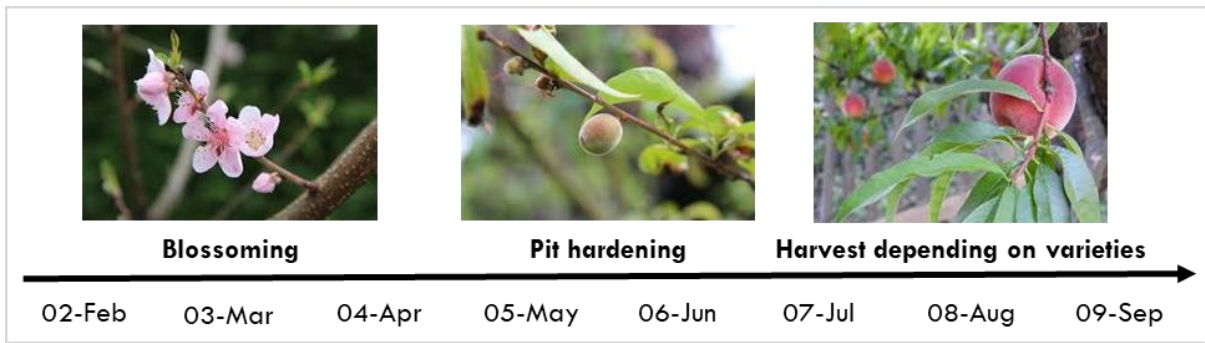 Blossoming Pit hardening Harvest depending on varieties
02-Feb 03-Mar 04-Apr 05-May 06-Jun 07-Jul 08-Aug 09-Sep